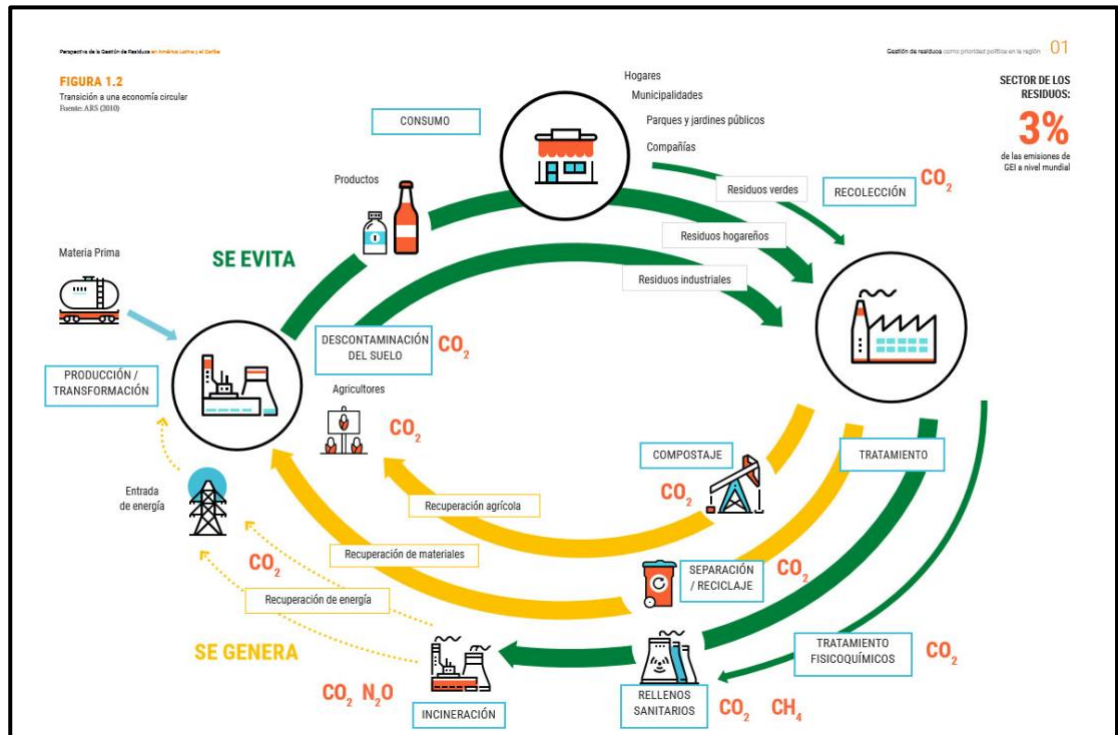 Perspectiva de la Gestión de Residuos en América Latina y el Caribe
Gestión de residuos como prioridad política en la región 01
FIGURA 1.2
Transición a una economía circular
Fuente: ARS (2010)
SECTOR DE LOS
RESIDUOS:
3%
de las emisiones de
GEI a nivel mundial
Hogares
Municipalidades
Parques y jardines públicos
Compañías
CONSUMO
Productos
Residuos verdes
RECOLECCIÓN
CO₂
Residuos hogareños
Residuos industriales
Materia Prima
SE EVITA
DESCONTAMINACIÓN
DEL SUELO
CO₂
PRODUCCIÓN /
TRANSFORMACIÓN
Agricultores
CO₂
COMPOSTAJE
CO₂
TRATAMIENTO
Entrada
de energía
Recuperación agrícola
Recuperación de materiales
CO₂
Recuperación de energía
SEPARACIÓN
/ RECICLAJE
CO₂
SE GENERA
TRATAMIENTO
FISICOQUÍMICOS
CO₂
CO₂ N₂O
INCINERACIÓN
RELLENOS
SANITARIOS
CO₂ CH₄